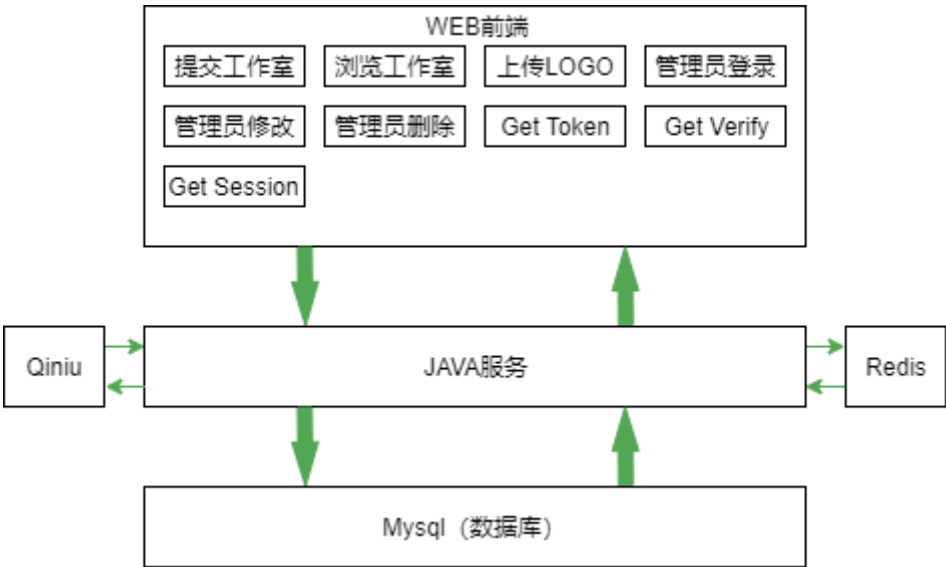 WEB前端
提交工作室 浏览工作室 上传LOGO 管理员登录
管理员修改 管理员删除 Get Token Get Verify
Get Session
Qiniu JAVA服务 Redis
Mysql（数据库）